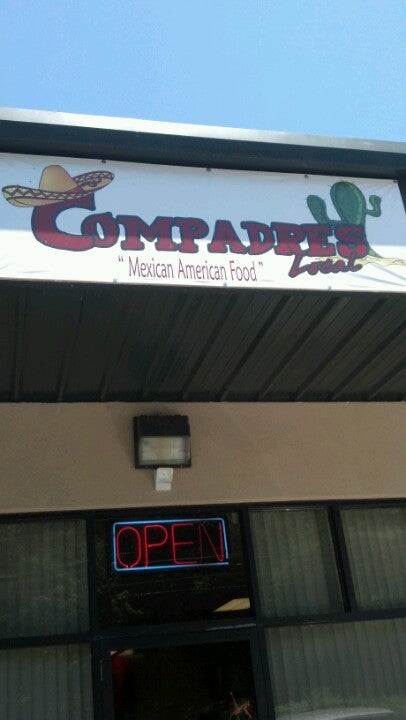 COMPADRES
Local
" Mexican American Food "
OPEN